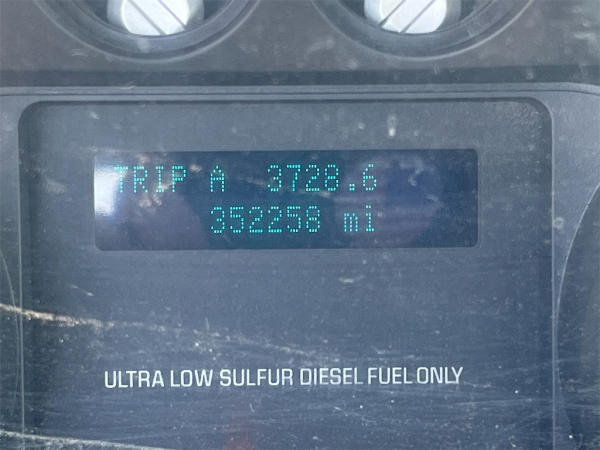 TRIP A 3728.6
352258 mi
ULTRA LOW SULFUR DIESEL FUEL ONLY